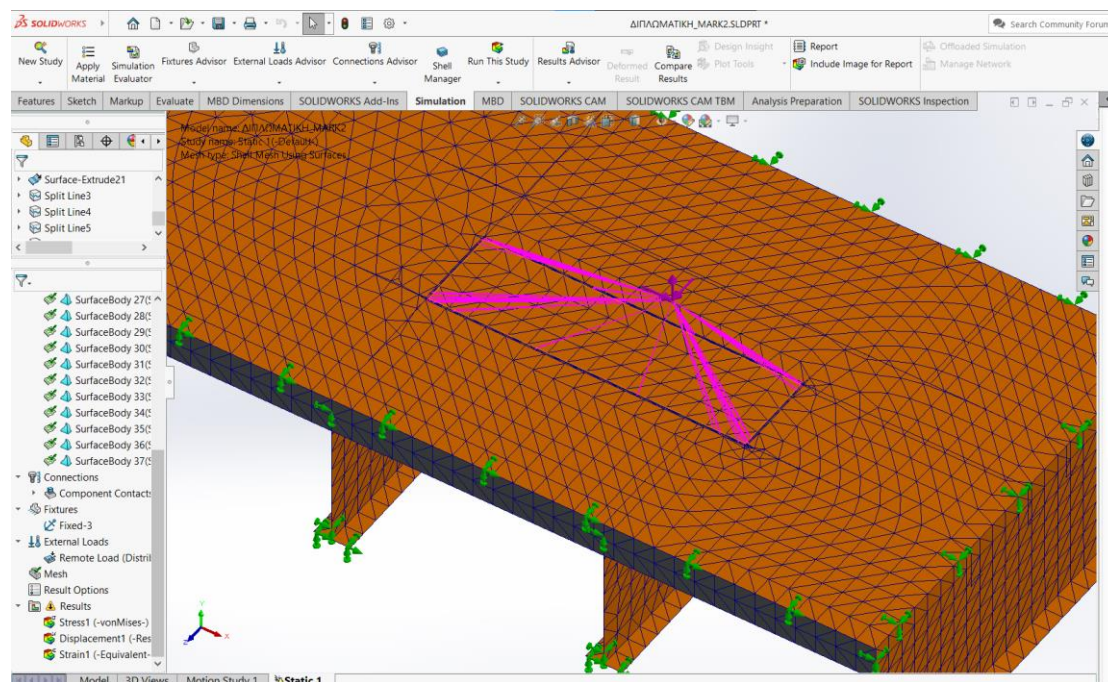 SOLIDWORKS
ΔΙΠΛΩΜΑΤΙΚΗ_MARK2.SLDPRT *
Search Community Forum
New Study
Apply Material
Simulation Evaluator
Fixtures Advisor
External Loads Advisor
Connections Advisor
Shell Manager
Run This Study
Results Advisor
Deformed Result
Compare Results
Design Insight
Plot Tools
Report
Include Image for Report
Offloaded Simulation
Manage Network
Features
Sketch
Markup
Evaluate
MBD Dimensions
SOLIDWORKS Add-Ins
Simulation
MBD
SOLIDWORKS CAM
SOLIDWORKS CAM TBM
Analysis Preparation
SOLIDWORKS Inspection
Model name: ΔΙΠΛΩΜΑΤΙΚΗ_MARK2
Study name: Static 1(-Default-)
Mesh type: Shell Mesh Using Surfaces
Surface-Extrude21
Split Line3
Split Line4
Split Line5
SurfaceBody 27(S
SurfaceBody 28(S
SurfaceBody 29(S
SurfaceBody 30(S
SurfaceBody 31(S
SurfaceBody 32(S
SurfaceBody 33(S
SurfaceBody 34(S
SurfaceBody 35(S
SurfaceBody 36(S
SurfaceBody 37(S
Connections
Component Contacts
Fixtures
Fixed-3
External Loads
Remote Load (Distril
Mesh
Result Options
Results
Stress1 (-vonMises-)
Displacement1 (-Res
Strain1 (-Equivalent-
Y
X
Z
Model
3D Views
Motion Study 1
Static 1